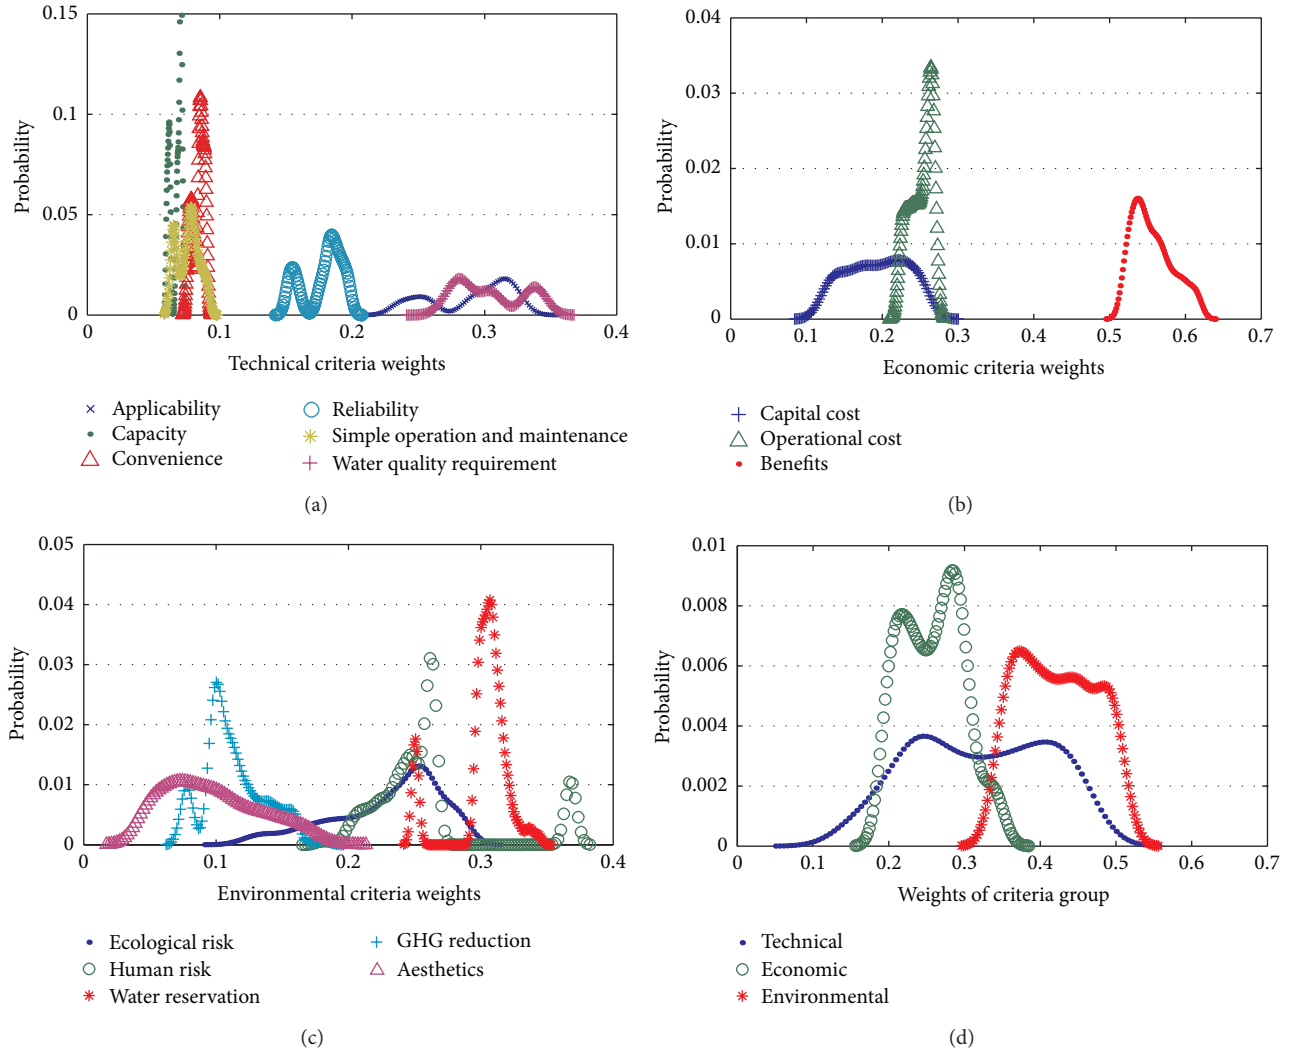 0.15
0.1
0.05
0
Probability
0
0.1
0.2
0.3
0.4
Technical criteria weights
Applicability
Capacity
Convenience
Reliability
Simple operation and maintenance
Water quality requirement
(a)
0.04
0.03
0.02
0.01
0
Probability
0
0.1
0.2
0.3
0.4
0.5
0.6
0.7
Economic criteria weights
Capital cost
Operational cost
Benefits
(b)
0.05
0.04
0.03
0.02
0.01
0
Probability
0
0.1
0.2
0.3
0.4
Environmental criteria weights
Ecological risk
Human risk
Water reservation
GHG reduction
Aesthetics
(c)
0.01
0.008
0.006
0.004
0.002
0
Probability
0
0.1
0.2
0.3
0.4
0.5
0.6
0.7
Weights of criteria group
Technical
Economic
Environmental
(d)